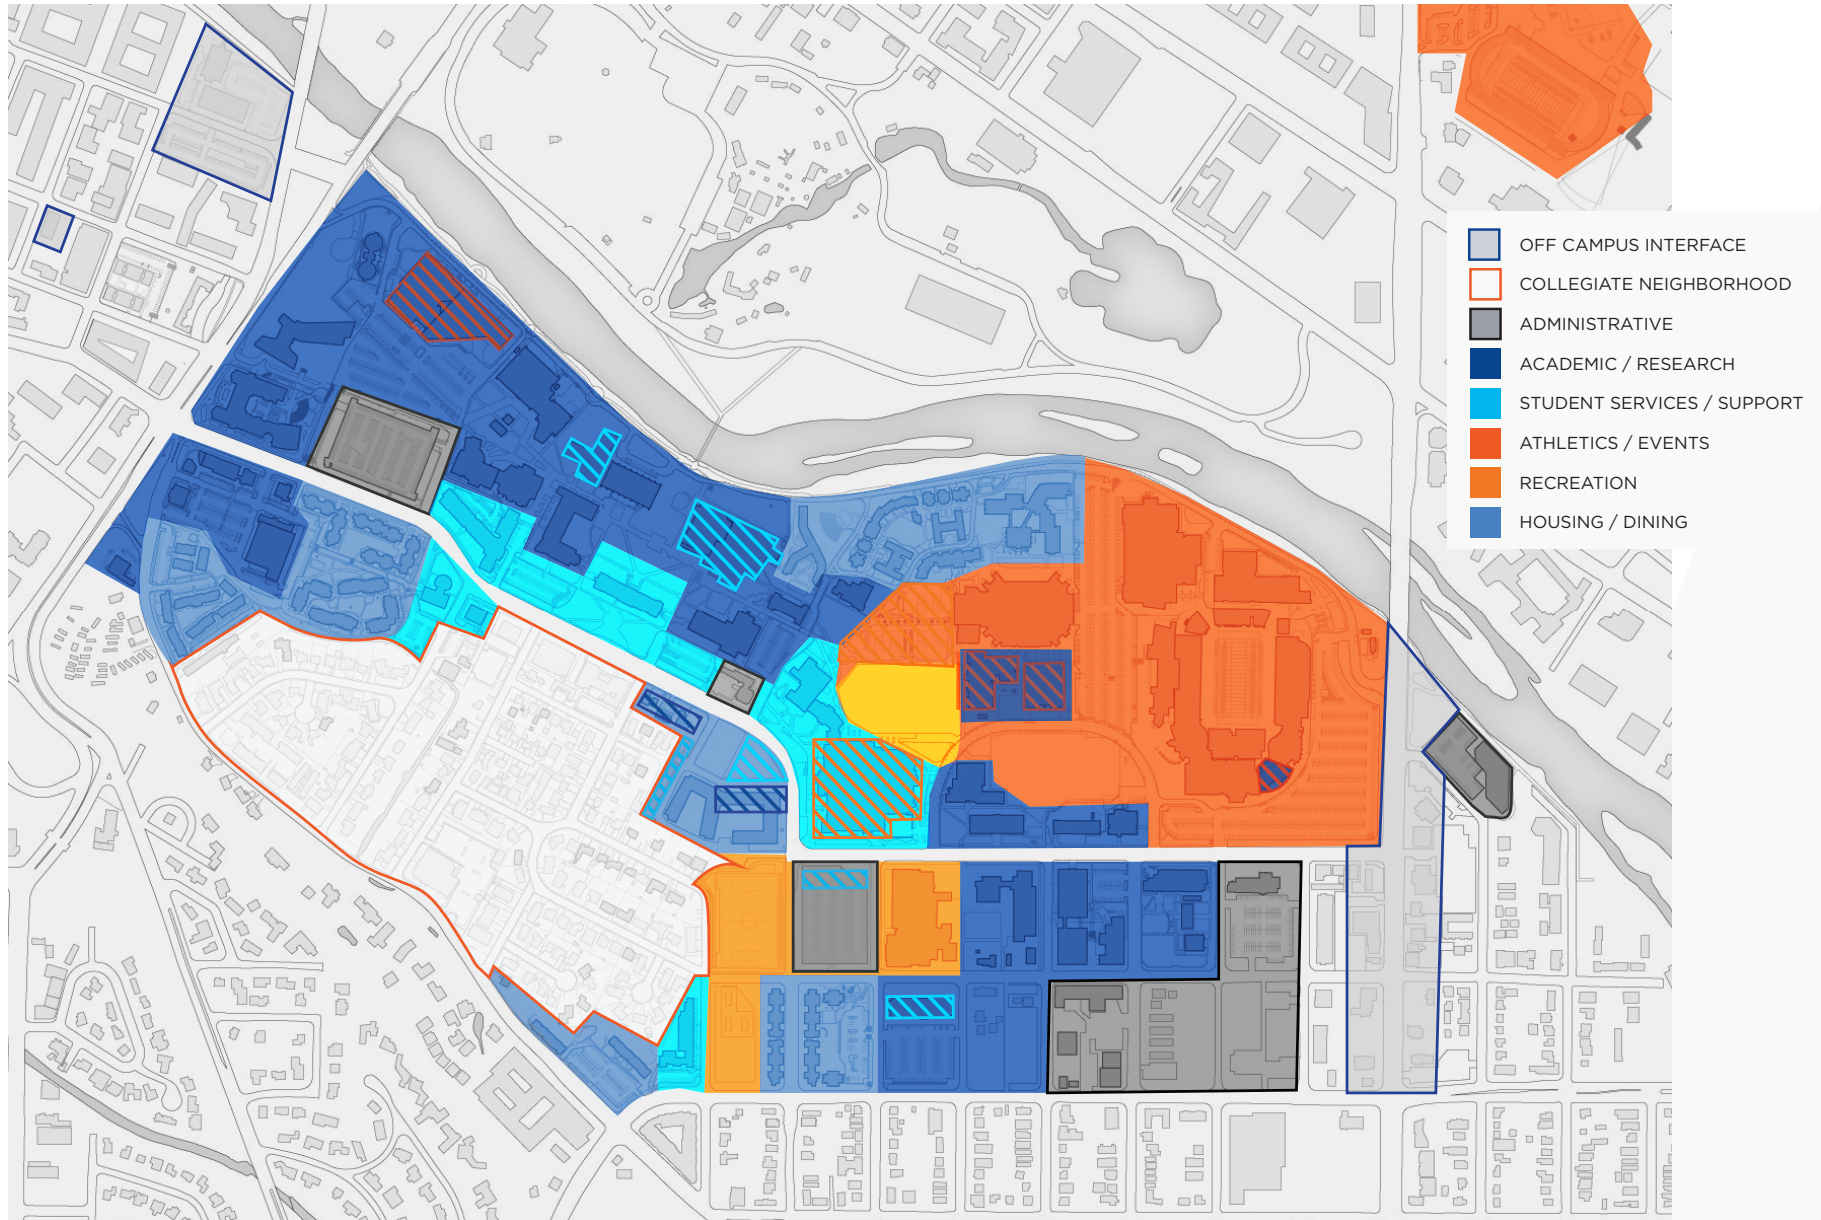 OFF CAMPUS INTERFACE
COLLEGIATE NEIGHBORHOOD
ADMINISTRATIVE
ACADEMIC / RESEARCH
STUDENT SERVICES / SUPPORT
ATHLETICS / EVENTS
RECREATION
HOUSING / DINING